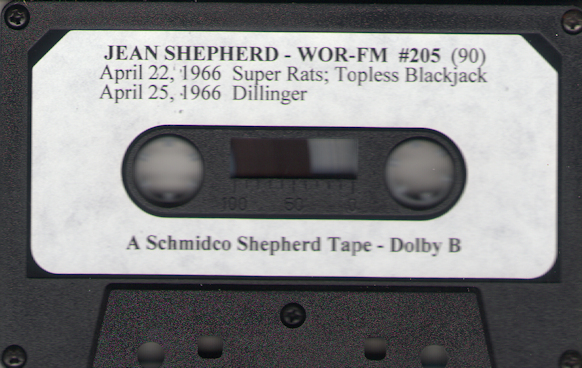 JEAN SHEPHERD - WOR-FM #205 (90)
April 22, 1966 Super Rats; Topless Blackjack
April 25, 1966 Dillinger
100 50 0
A Schmidco Shepherd Tape - Dolby B